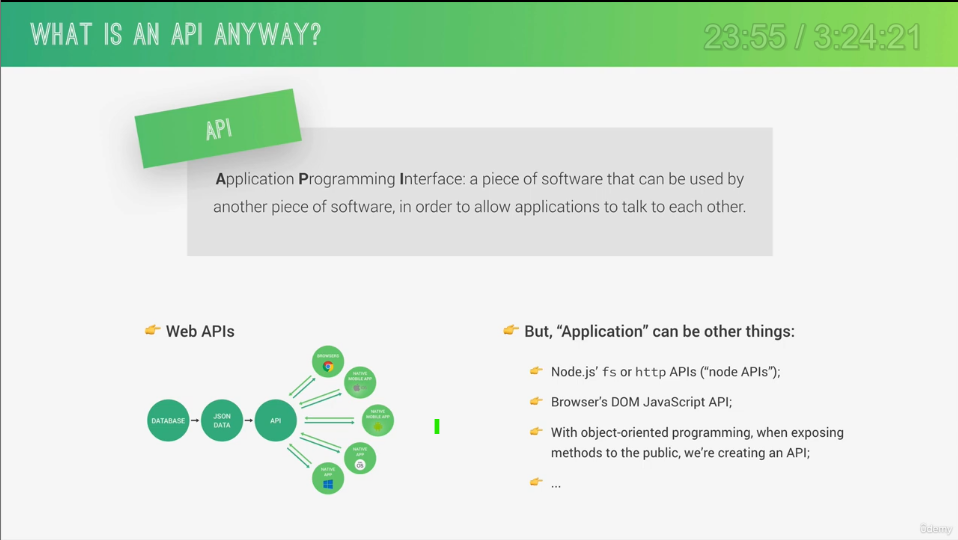 WHAT IS AN API ANYWAY?
23:55 / 3:24:21
API
Application Programming Interface: a piece of software that can be used by
another piece of software, in order to allow applications to talk to each other.
👉 Web APIs
DATABASE
JSON
DATA
API
BROWSERS
NATIVE
MOBILE APP
NATIVE
MOBILE APP
NATIVE
APP
OS
NATIVE
APP
👉 But, “Application” can be other things:
👉 Node.js’ fs or http APIs (“node APIs”);
👉 Browser’s DOM JavaScript API;
👉 With object-oriented programming, when exposing
methods to the public, we’re creating an API;
👉 ...
Udemy